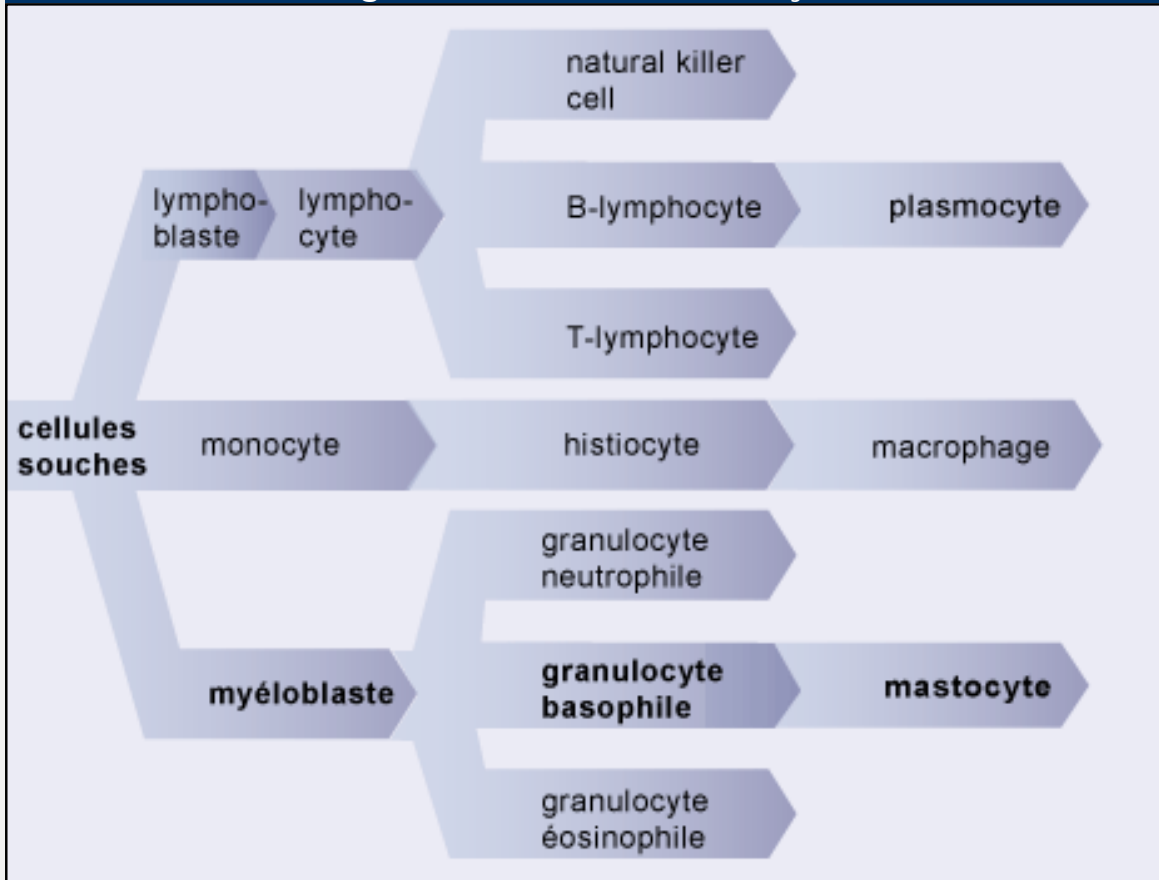 natural killer
cell
lympho-
blaste
lympho-
cyte
B-lymphocyte
plasmocyte
T-lymphocyte
cellules
souches
monocyte
histiocyte
macrophage
granulocyte
neutrophile
myéloblaste
granulocyte
basophile
mastocyte
granulocyte
éosinophile